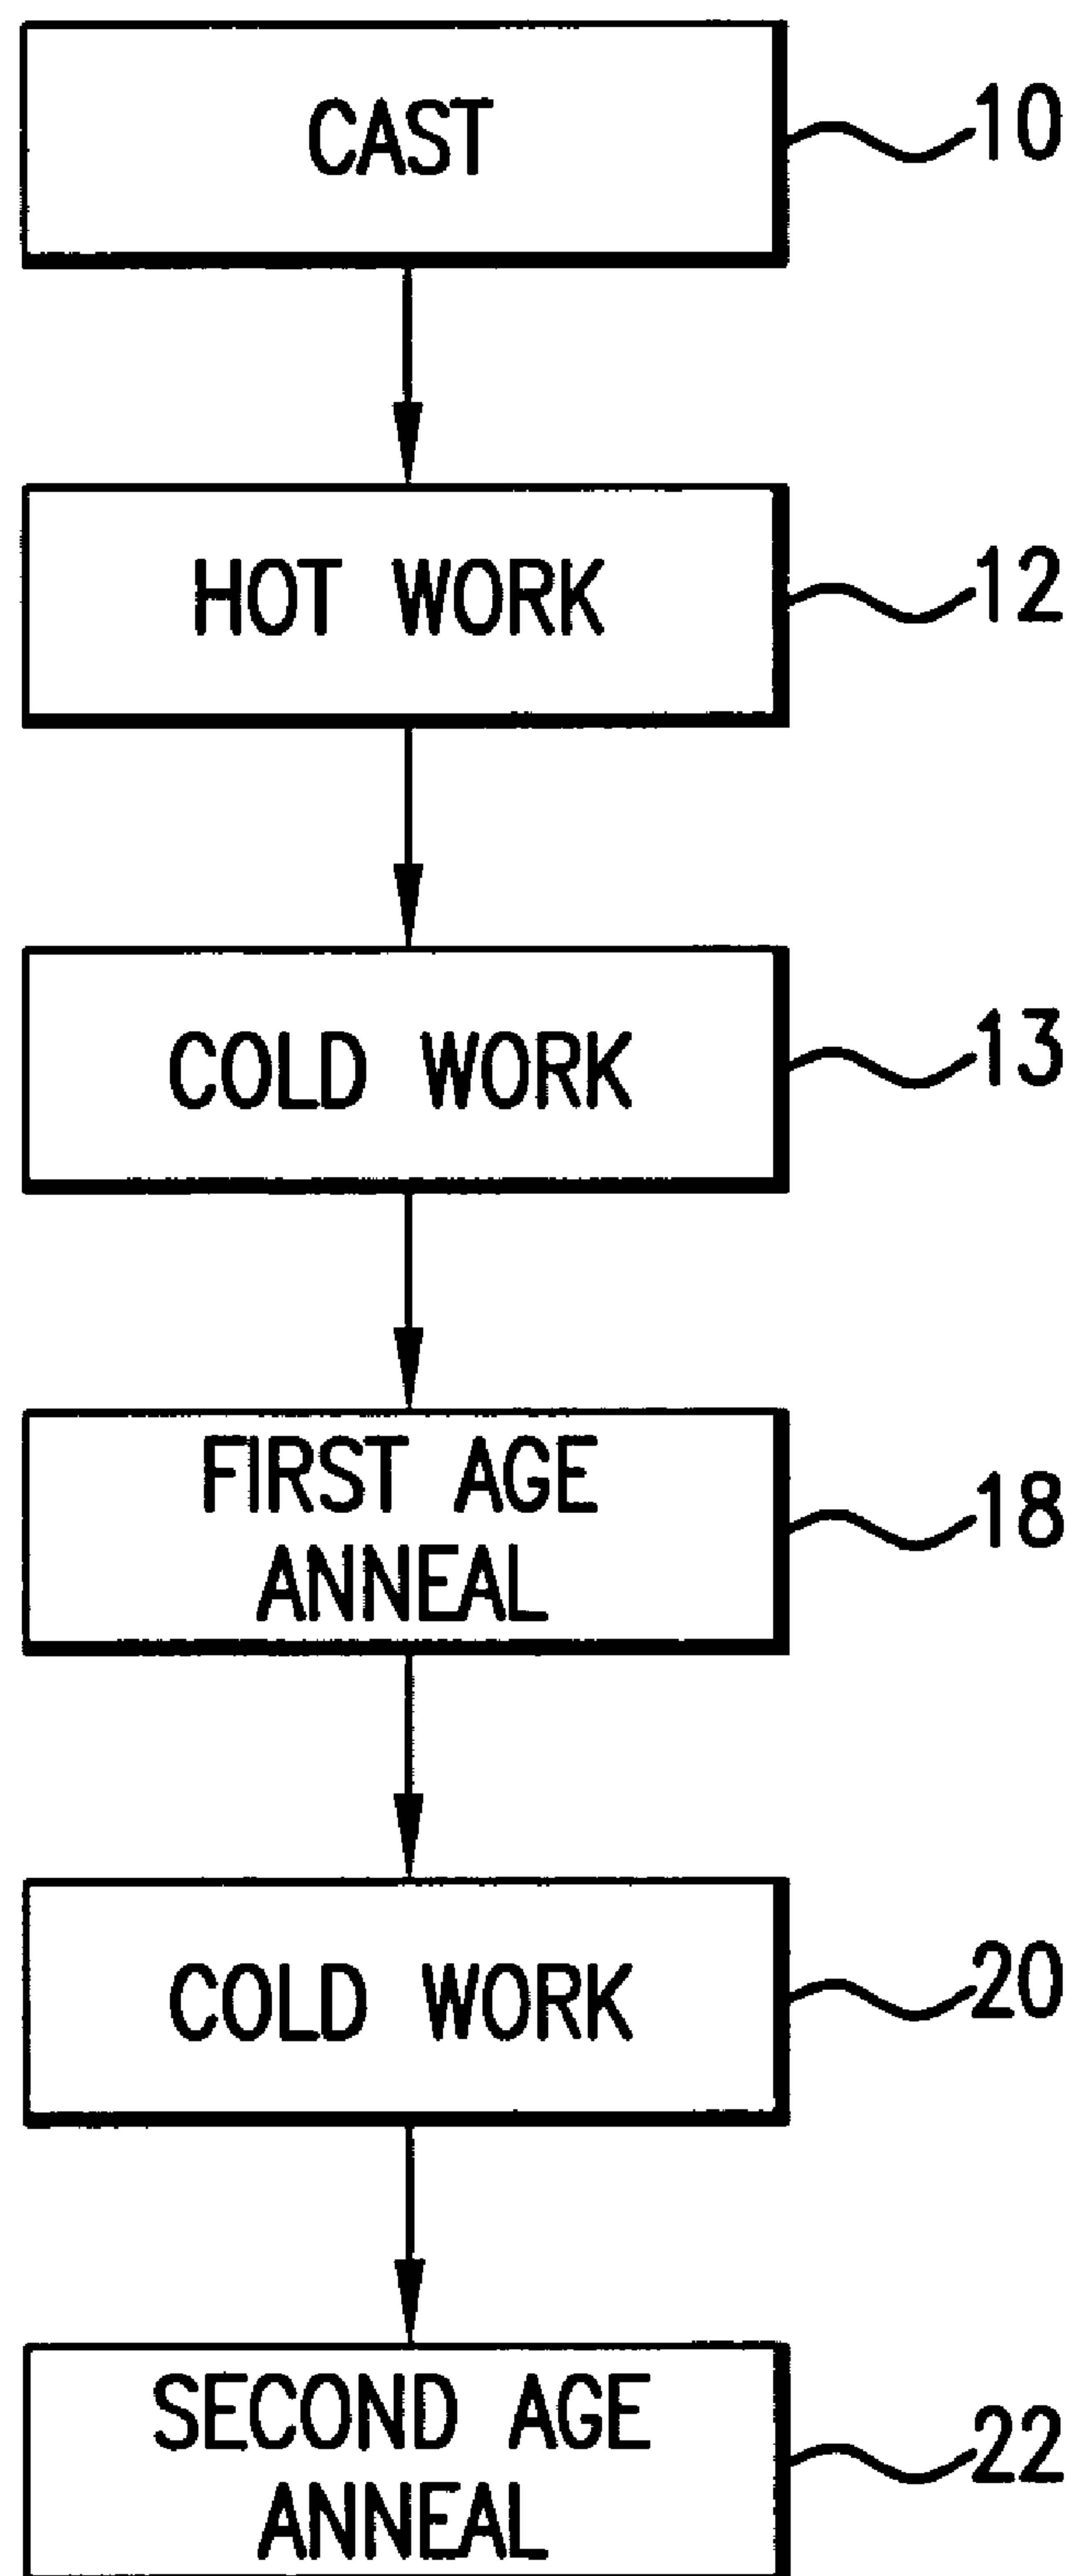 CAST
10
HOT WORK
12
COLD WORK
13
FIRST AGE
ANNEAL
18
COLD WORK
20
SECOND AGE
ANNEAL
22